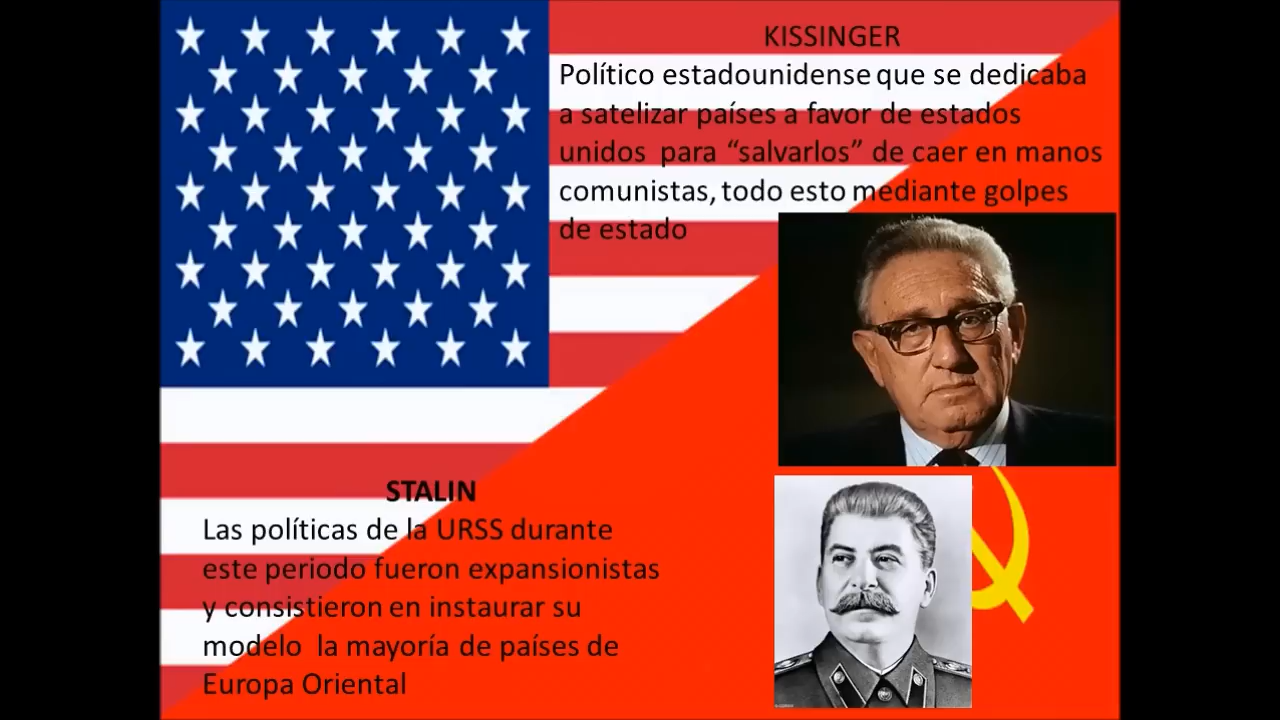 KISSINGER
Político estadounidense que se dedicaba
a satelizar países a favor de estados
unidos para “salvarlos” de caer en manos
comunistas, todo esto mediante golpes
de estado
STALIN
Las políticas de la URSS durante
este periodo fueron expansionistas
y consistieron en instaurar su
modelo la mayoría de países de
Europa Oriental